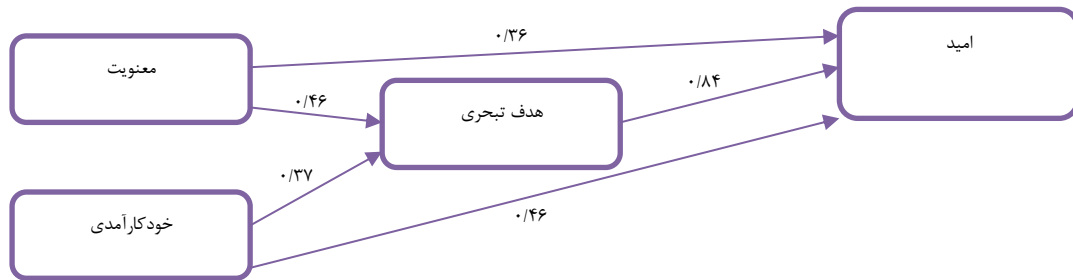 امید
۰/۳۶
معنویت
۰/۴۶
۰/۸۴
هدف تبحری
۰/۳۷
خودکارآمدی
۰/۴۶